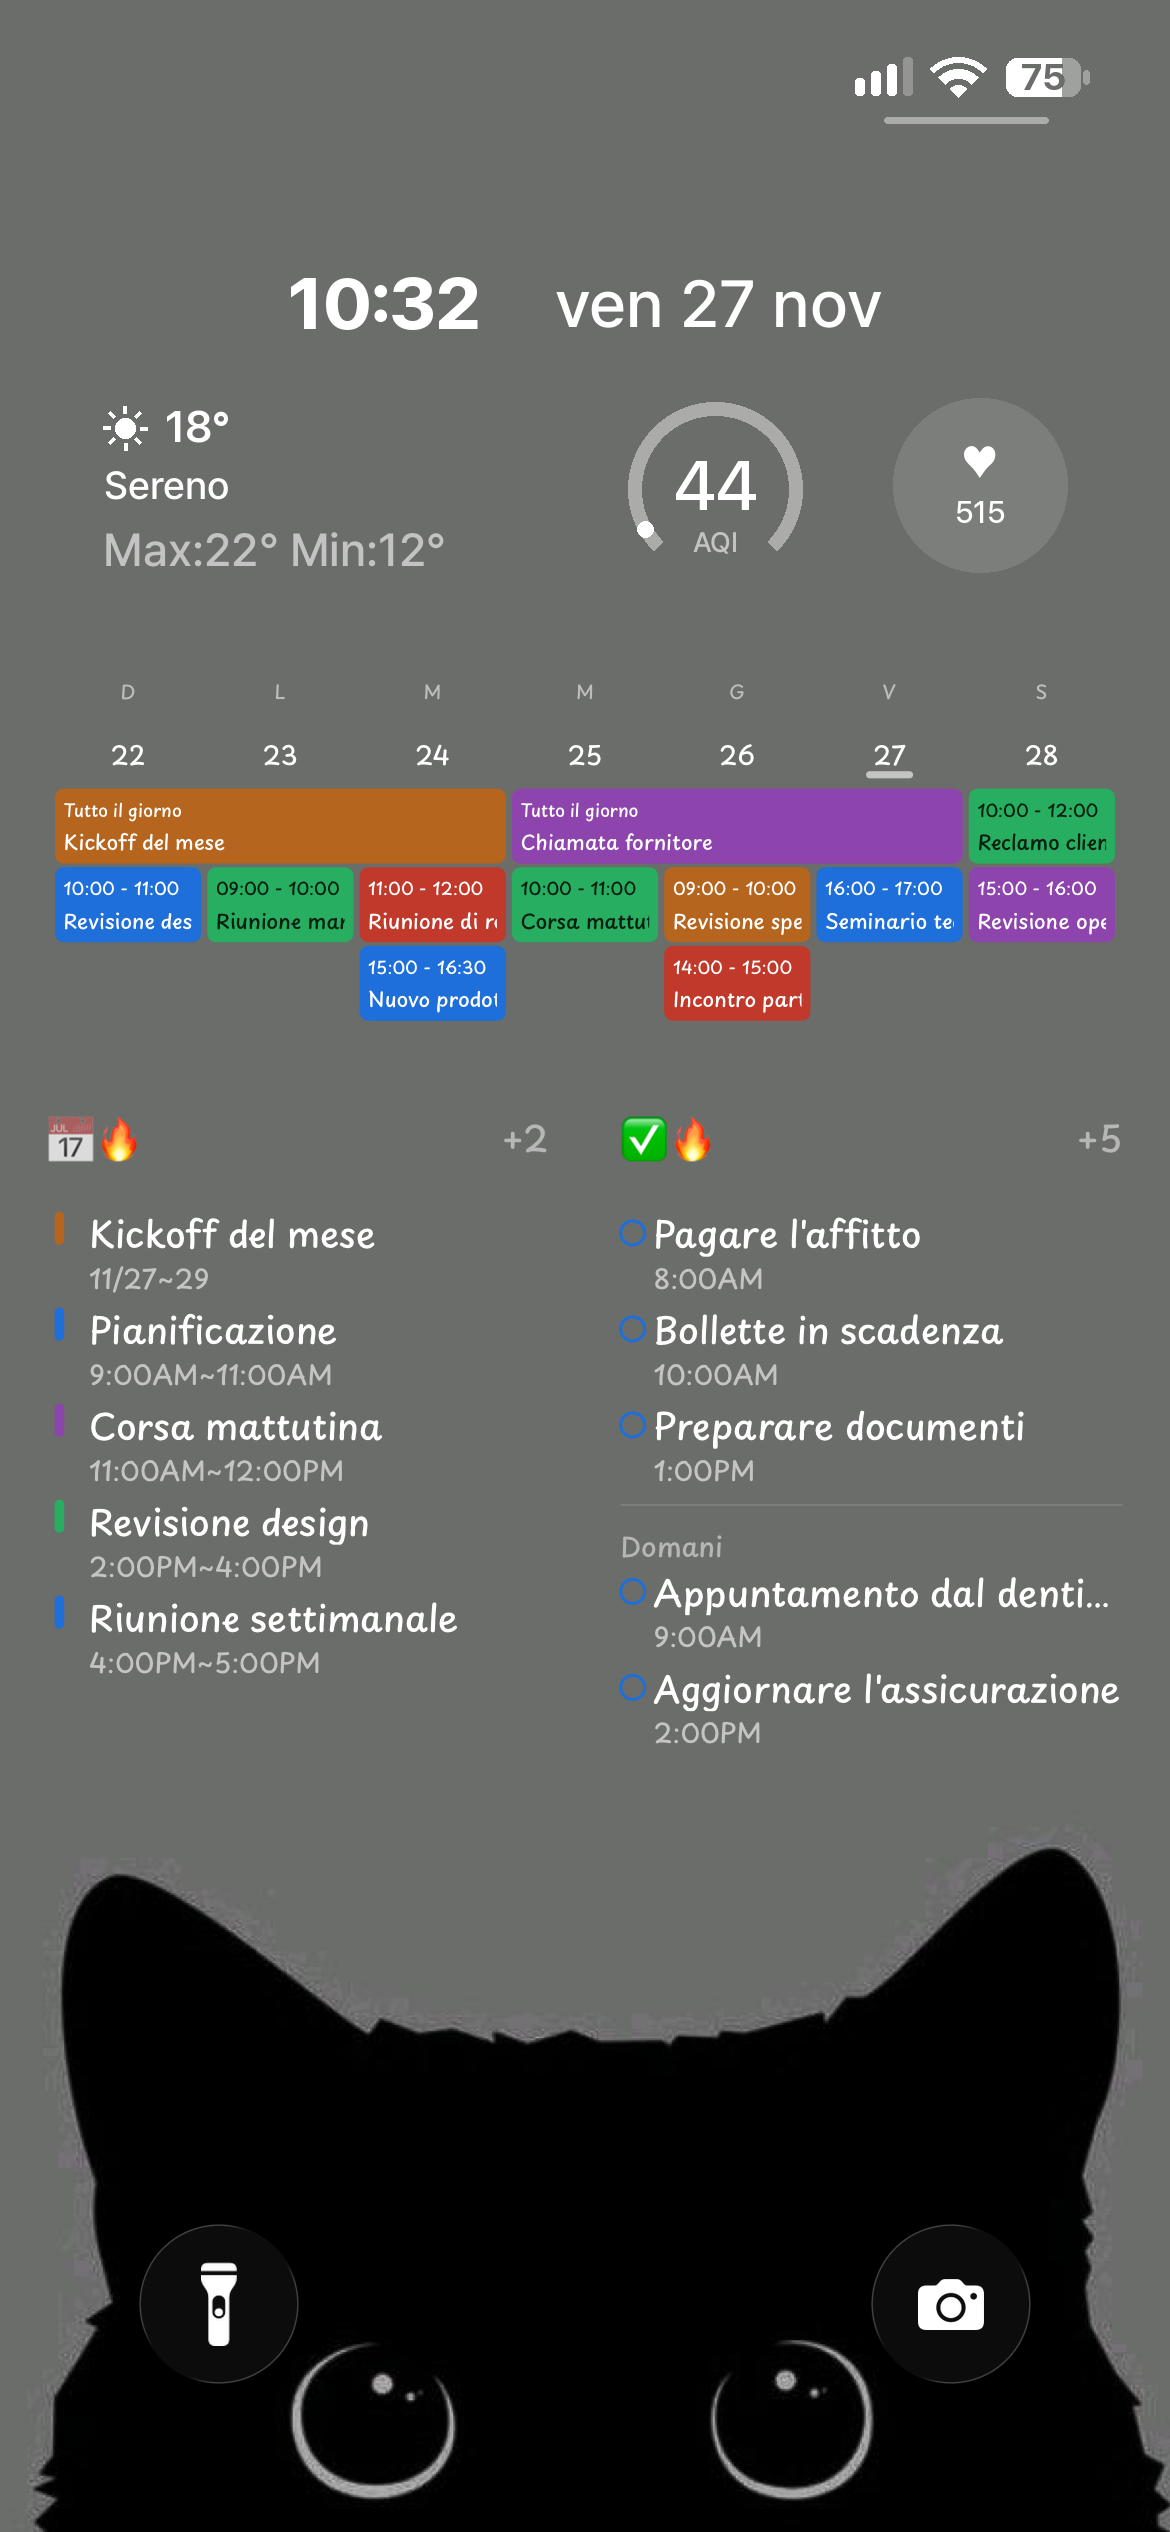 75
10:32 ven 27 nov
18°
Sereno
Max:22° Min:12°
44
AQI
515
D L M M G V S
22 23 24 25 26 27 28
Tutto il giorno
Kickoff del mese
Tutto il giorno
Chiamata fornitore
10:00 - 12:00
Reclamo clien
10:00 - 11:00
Revisione des
09:00 - 10:00
Riunione mar
11:00 - 12:00
Riunione di
10:00 - 11:00
Corsa mattut
09:00 - 10:00
Revisione spe
16:00 - 17:00
Seminario te
15:00 - 16:00
Revisione ope
15:00 - 16:30
Nuovo prodot
14:00 - 15:00
Incontro part
JUL
17
+2
Kickoff del mese
11/27~29
Pianificazione
9:00AM~11:00AM
Corsa mattutina
11:00AM~12:00PM
Revisione design
2:00PM~4:00PM
Riunione settimanale
4:00PM~5:00PM
+5
Pagare l'affitto
8:00AM
Bollette in scadenza
10:00AM
Preparare documenti
1:00PM
Domani
Appuntamento dal denti...
9:00AM
Aggiornare l'assicurazione
2:00PM